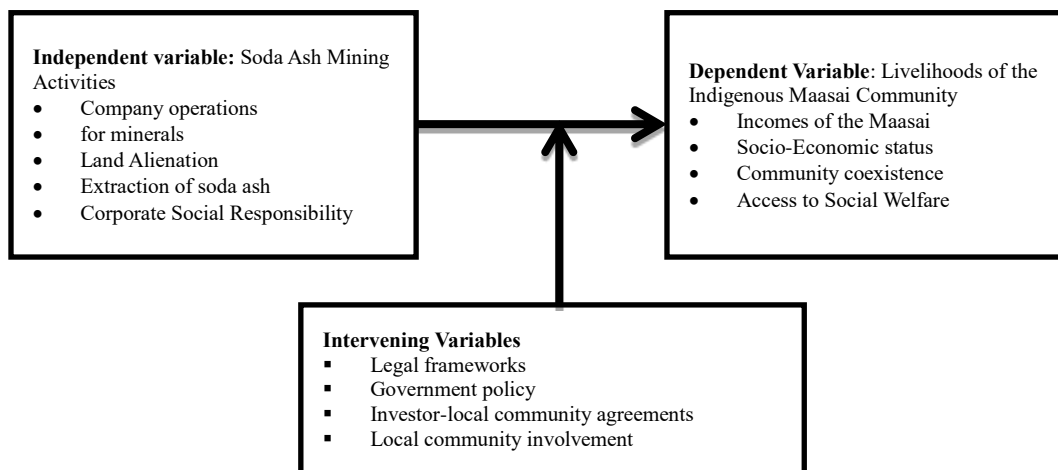 Independent variable: Soda Ash Mining
Activities
• Company operations
• for minerals
• Land Alienation
• Extraction of soda ash
• Corporate Social Responsibility
Dependent Variable: Livelihoods of the
Indigenous Maasai Community
• Incomes of the Maasai
• Socio-Economic status
• Community coexistence
• Access to Social Welfare
Intervening Variables
▪ Legal frameworks
▪ Government policy
▪ Investor-local community agreements
▪ Local community involvement